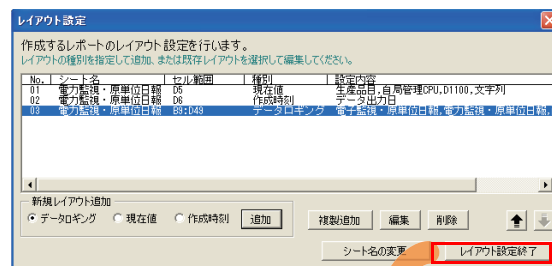 レイアウト設定
作成するレポートのレイアウト設定を行います。
レイアウトの種別を指定して追加、または既存レイアウトを選択して編集してください。
No. シート名 セル範囲 種別 設定内容
01 電力監視・原単位日報 D5 現在値 生産品目,自局管理CPU,D1100,文字列
02 電力監視・原単位日報 D6 作成時刻 データ出力日
03 電力監視・原単位日報 B9:D49 データロギング 電子監視・原単位日報,電力監視・原単位日報,
新規レイアウト追加
データロギング 現在値 作成時刻 追加 複製追加 編集 削除
シート名の変更 レイアウト設定終了